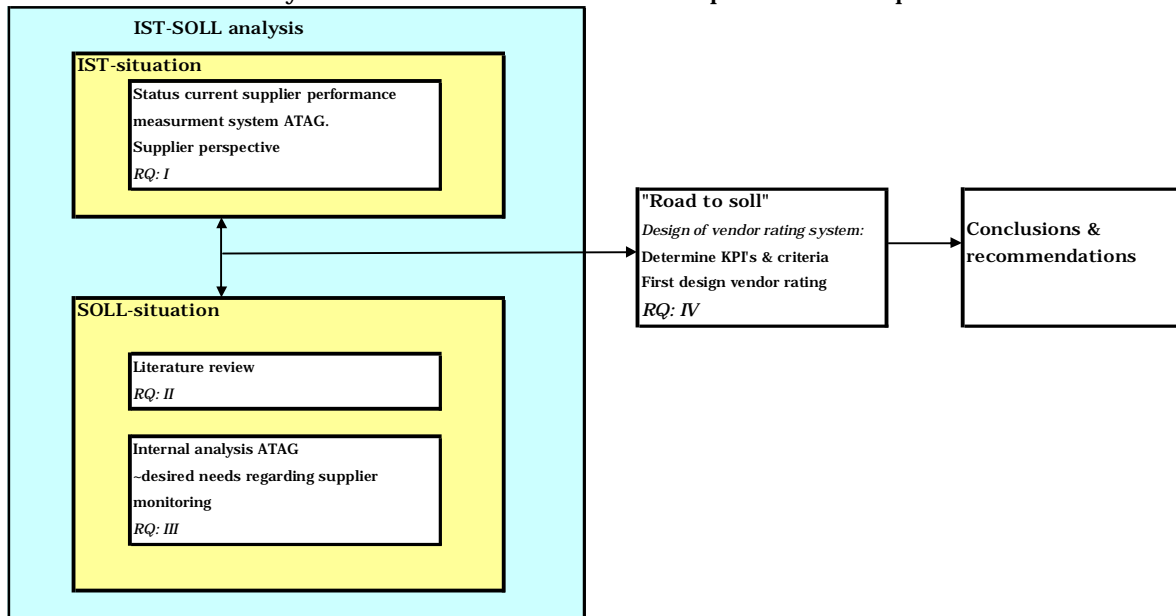 IST-SOLL analysis
IST-situation
Status current supplier performance
measurment system ATAG.
Supplier perspective
RQ: I
SOLL-situation
Literature review
RQ: II
Internal analysis ATAG
~desired needs regarding supplier
monitoring
RQ: III
"Road to soll"
Design of vendor rating system:
Determine KPI's & criteria
First design vendor rating
RQ: IV
Conclusions &
recommendations